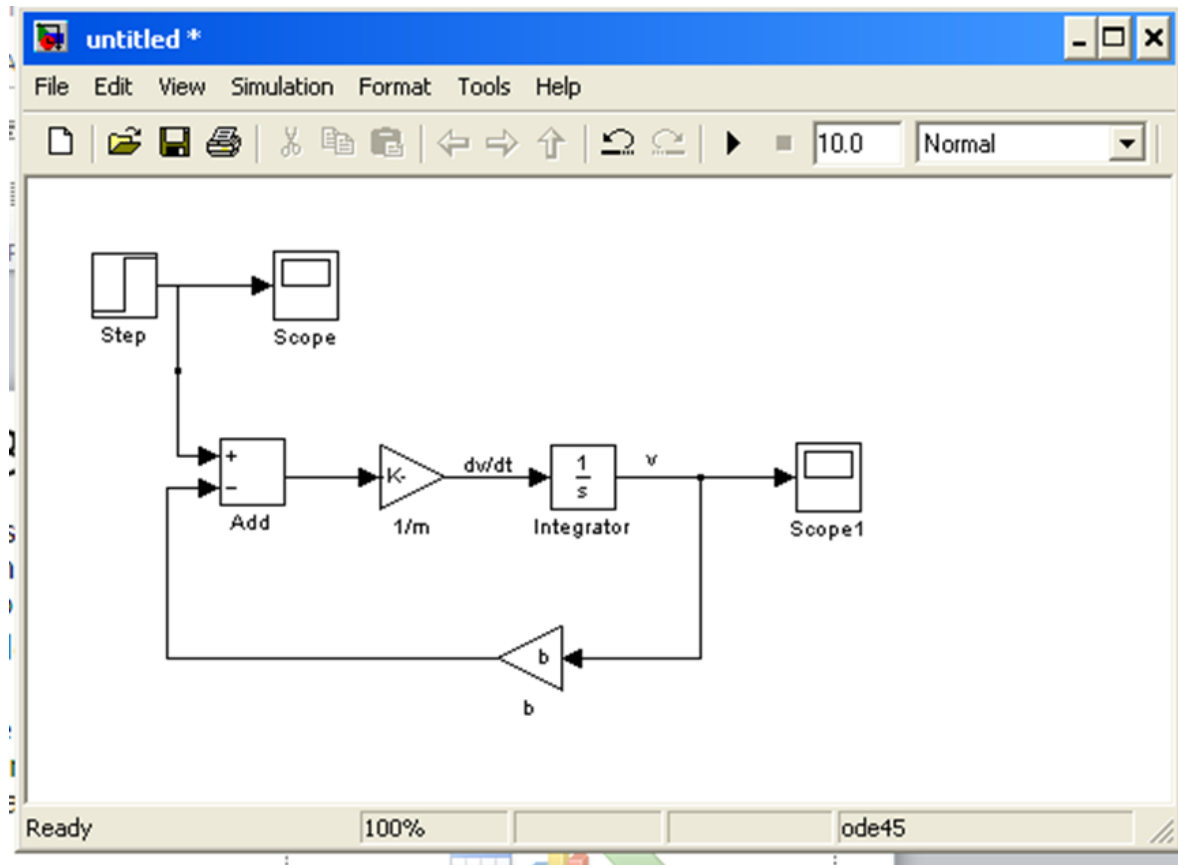 untitled *
File Edit View Simulation Format Tools Help
10.0 Normal
Step
Scope
+
−
Add
K-
1/m
dv/dt
1
s
Integrator
v
Scope1
b
b
Ready 100% ode45